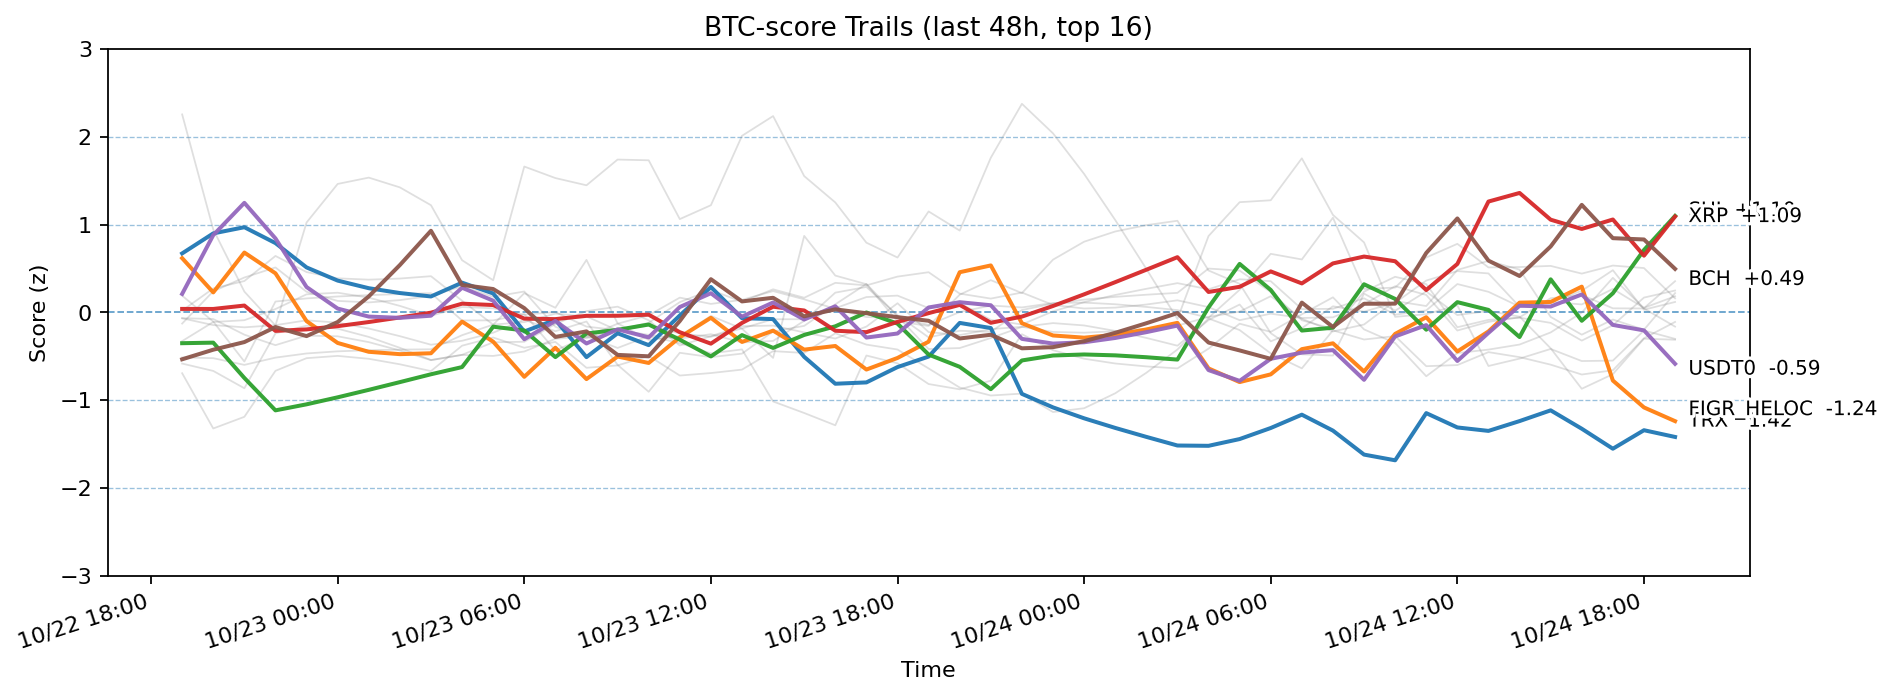 BTC-score Trails (last 48h, top 16)
Score (z)
3
2
1
0
−1
−2
−3
XRP +1.09
BCH +0.49
USDT0 -0.59
FIGR_HELOC -1.24
TRX -1.42
10/22 18:00
10/23 00:00
10/23 06:00
10/23 12:00
10/23 18:00
10/24 00:00
10/24 06:00
10/24 12:00
10/24 18:00
Time